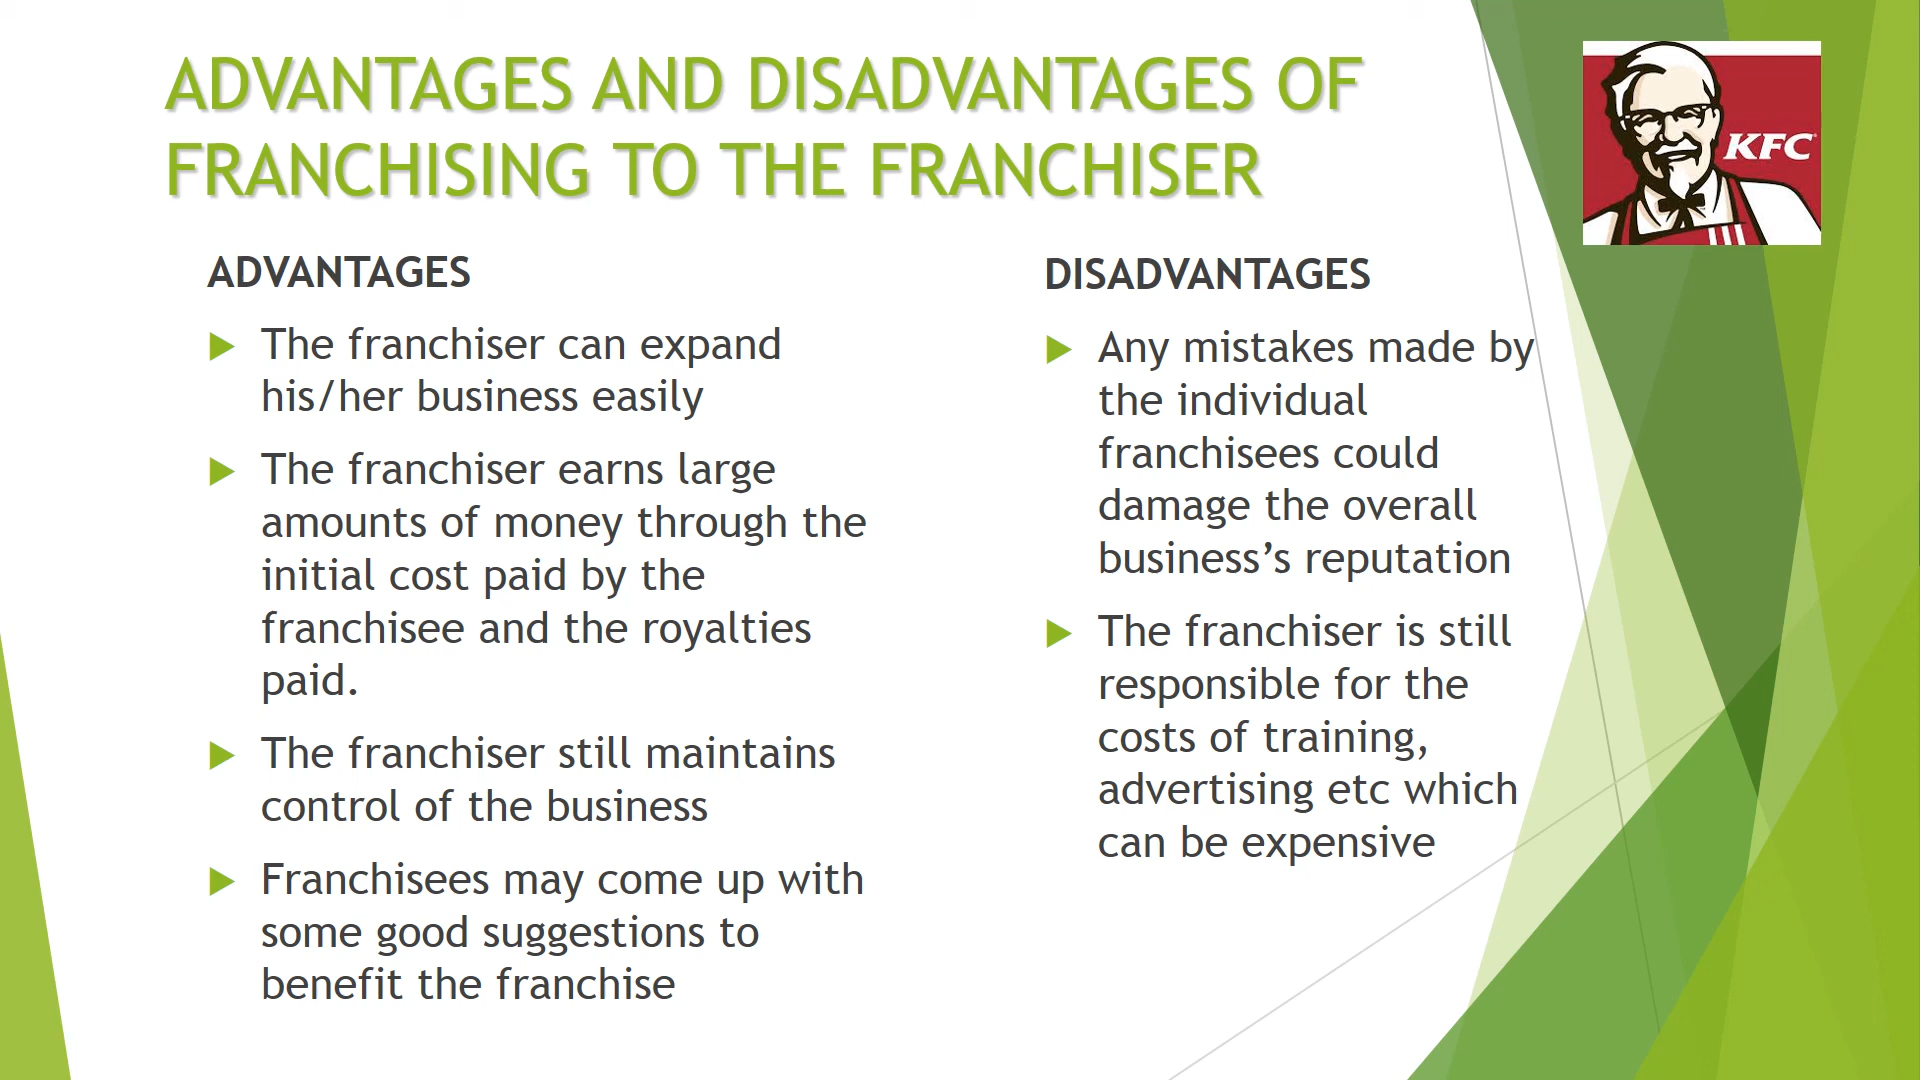 ADVANTAGES AND DISADVANTAGES OF
FRANCHISING TO THE FRANCHISER
KFC
ADVANTAGES
The franchiser can expand
his/her business easily
The franchiser earns large
amounts of money through the
initial cost paid by the
franchisee and the royalties
paid.
The franchiser still maintains
control of the business
Franchisees may come up with
some good suggestions to
benefit the franchise
DISADVANTAGES
Any mistakes made by
the individual
franchisees could
damage the overall
business’s reputation
The franchiser is still
responsible for the
costs of training,
advertising etc which
can be expensive